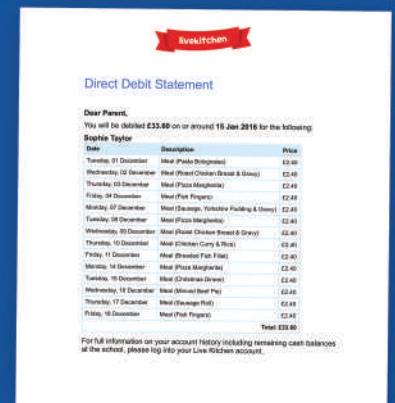 livekitchen
Direct Debit Statement
Dear Parent,
You will be debited £33.60 on or around 15 Jan 2016 for the following:
Sophie Taylor
Date Description Price
Tuesday, 01 December Meal (Pasta Bolognaise) £2.40
Wednesday, 02 December Meal (Roast Chicken Breast & Gravy) £2.40
Thursday, 03 December Meal (Pizza Margherita) £2.40
Friday, 04 December Meal (Fish Fingers) £2.40
Monday, 07 December Meal (Sausage, Yorkshire Pudding & Gravy) £2.40
Tuesday, 08 December Meal (Pizza Margherita) £2.40
Wednesday, 09 December Meal (Roast Chicken Breast & Gravy) £2.40
Thursday, 10 December Meal (Chicken Curry & Rice) £2.40
Friday, 11 December Meal (Breaded Fish Fillet) £2.40
Monday, 14 December Meal (Pizza Margherita) £2.40
Tuesday, 15 December Meal (Christmas Dinner) £2.40
Wednesday, 16 December Meal (Minced Beef Pie) £2.40
Thursday, 17 December Meal (Sausage Roll) £2.40
Friday, 18 December Meal (Fish Fingers) £2.40
Total: £33.60
For full information on your account history including remaining cash balances
at the school, please log into your Live Kitchen account.